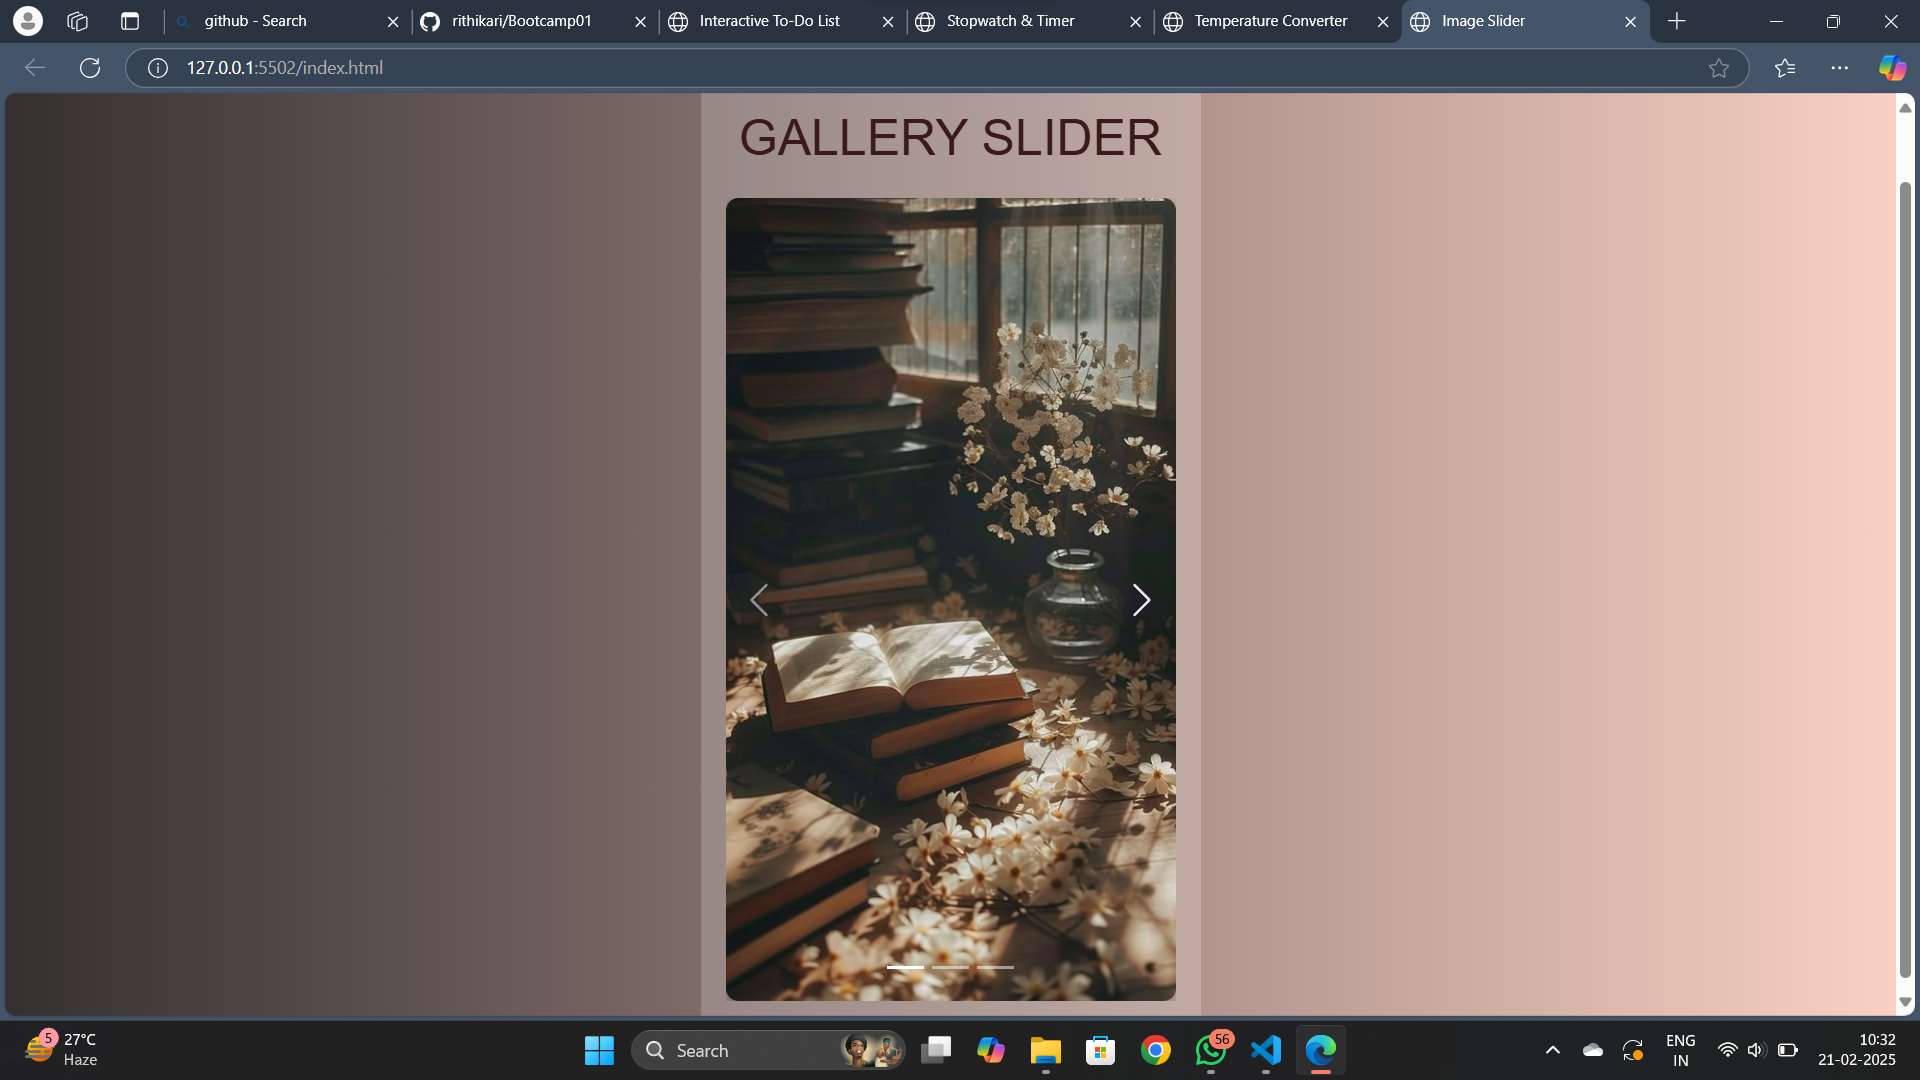 github - Search
rithikari/Bootcamp01
Interactive To-Do List
Stopwatch & Timer
Temperature Converter
Image Slider
127.0.0.1:5502/index.html
GALLERY SLIDER
5
27°C
Haze
Search
56
ENG
IN
10:32
21-02-2025